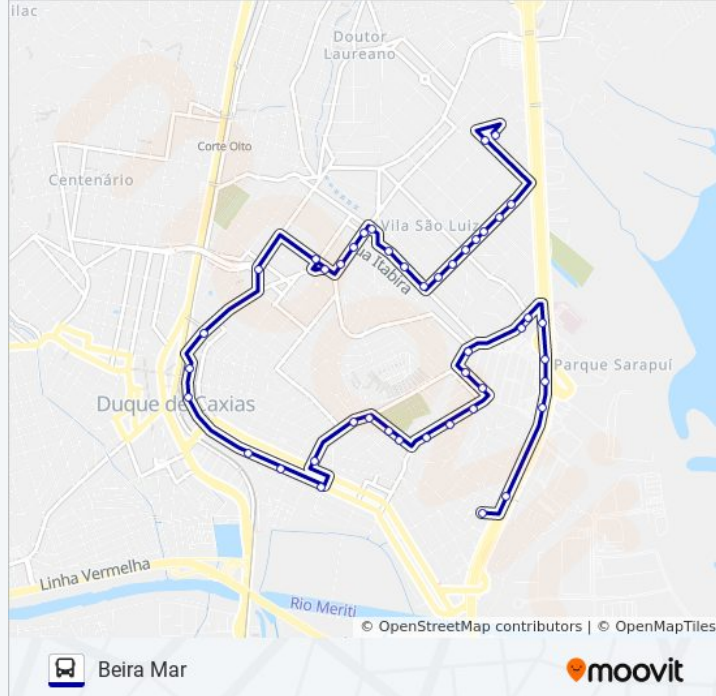 ilac
Doutor
Laureano
Corte Oito
Centenário
Vila São Luiz
ua Itabira
Parque Sarapuí
Duque de Caxias
Linha Vermelha
Rio Meriti
© OpenStreetMap contributors | © OpenMapTiles
Beira Mar
moovit